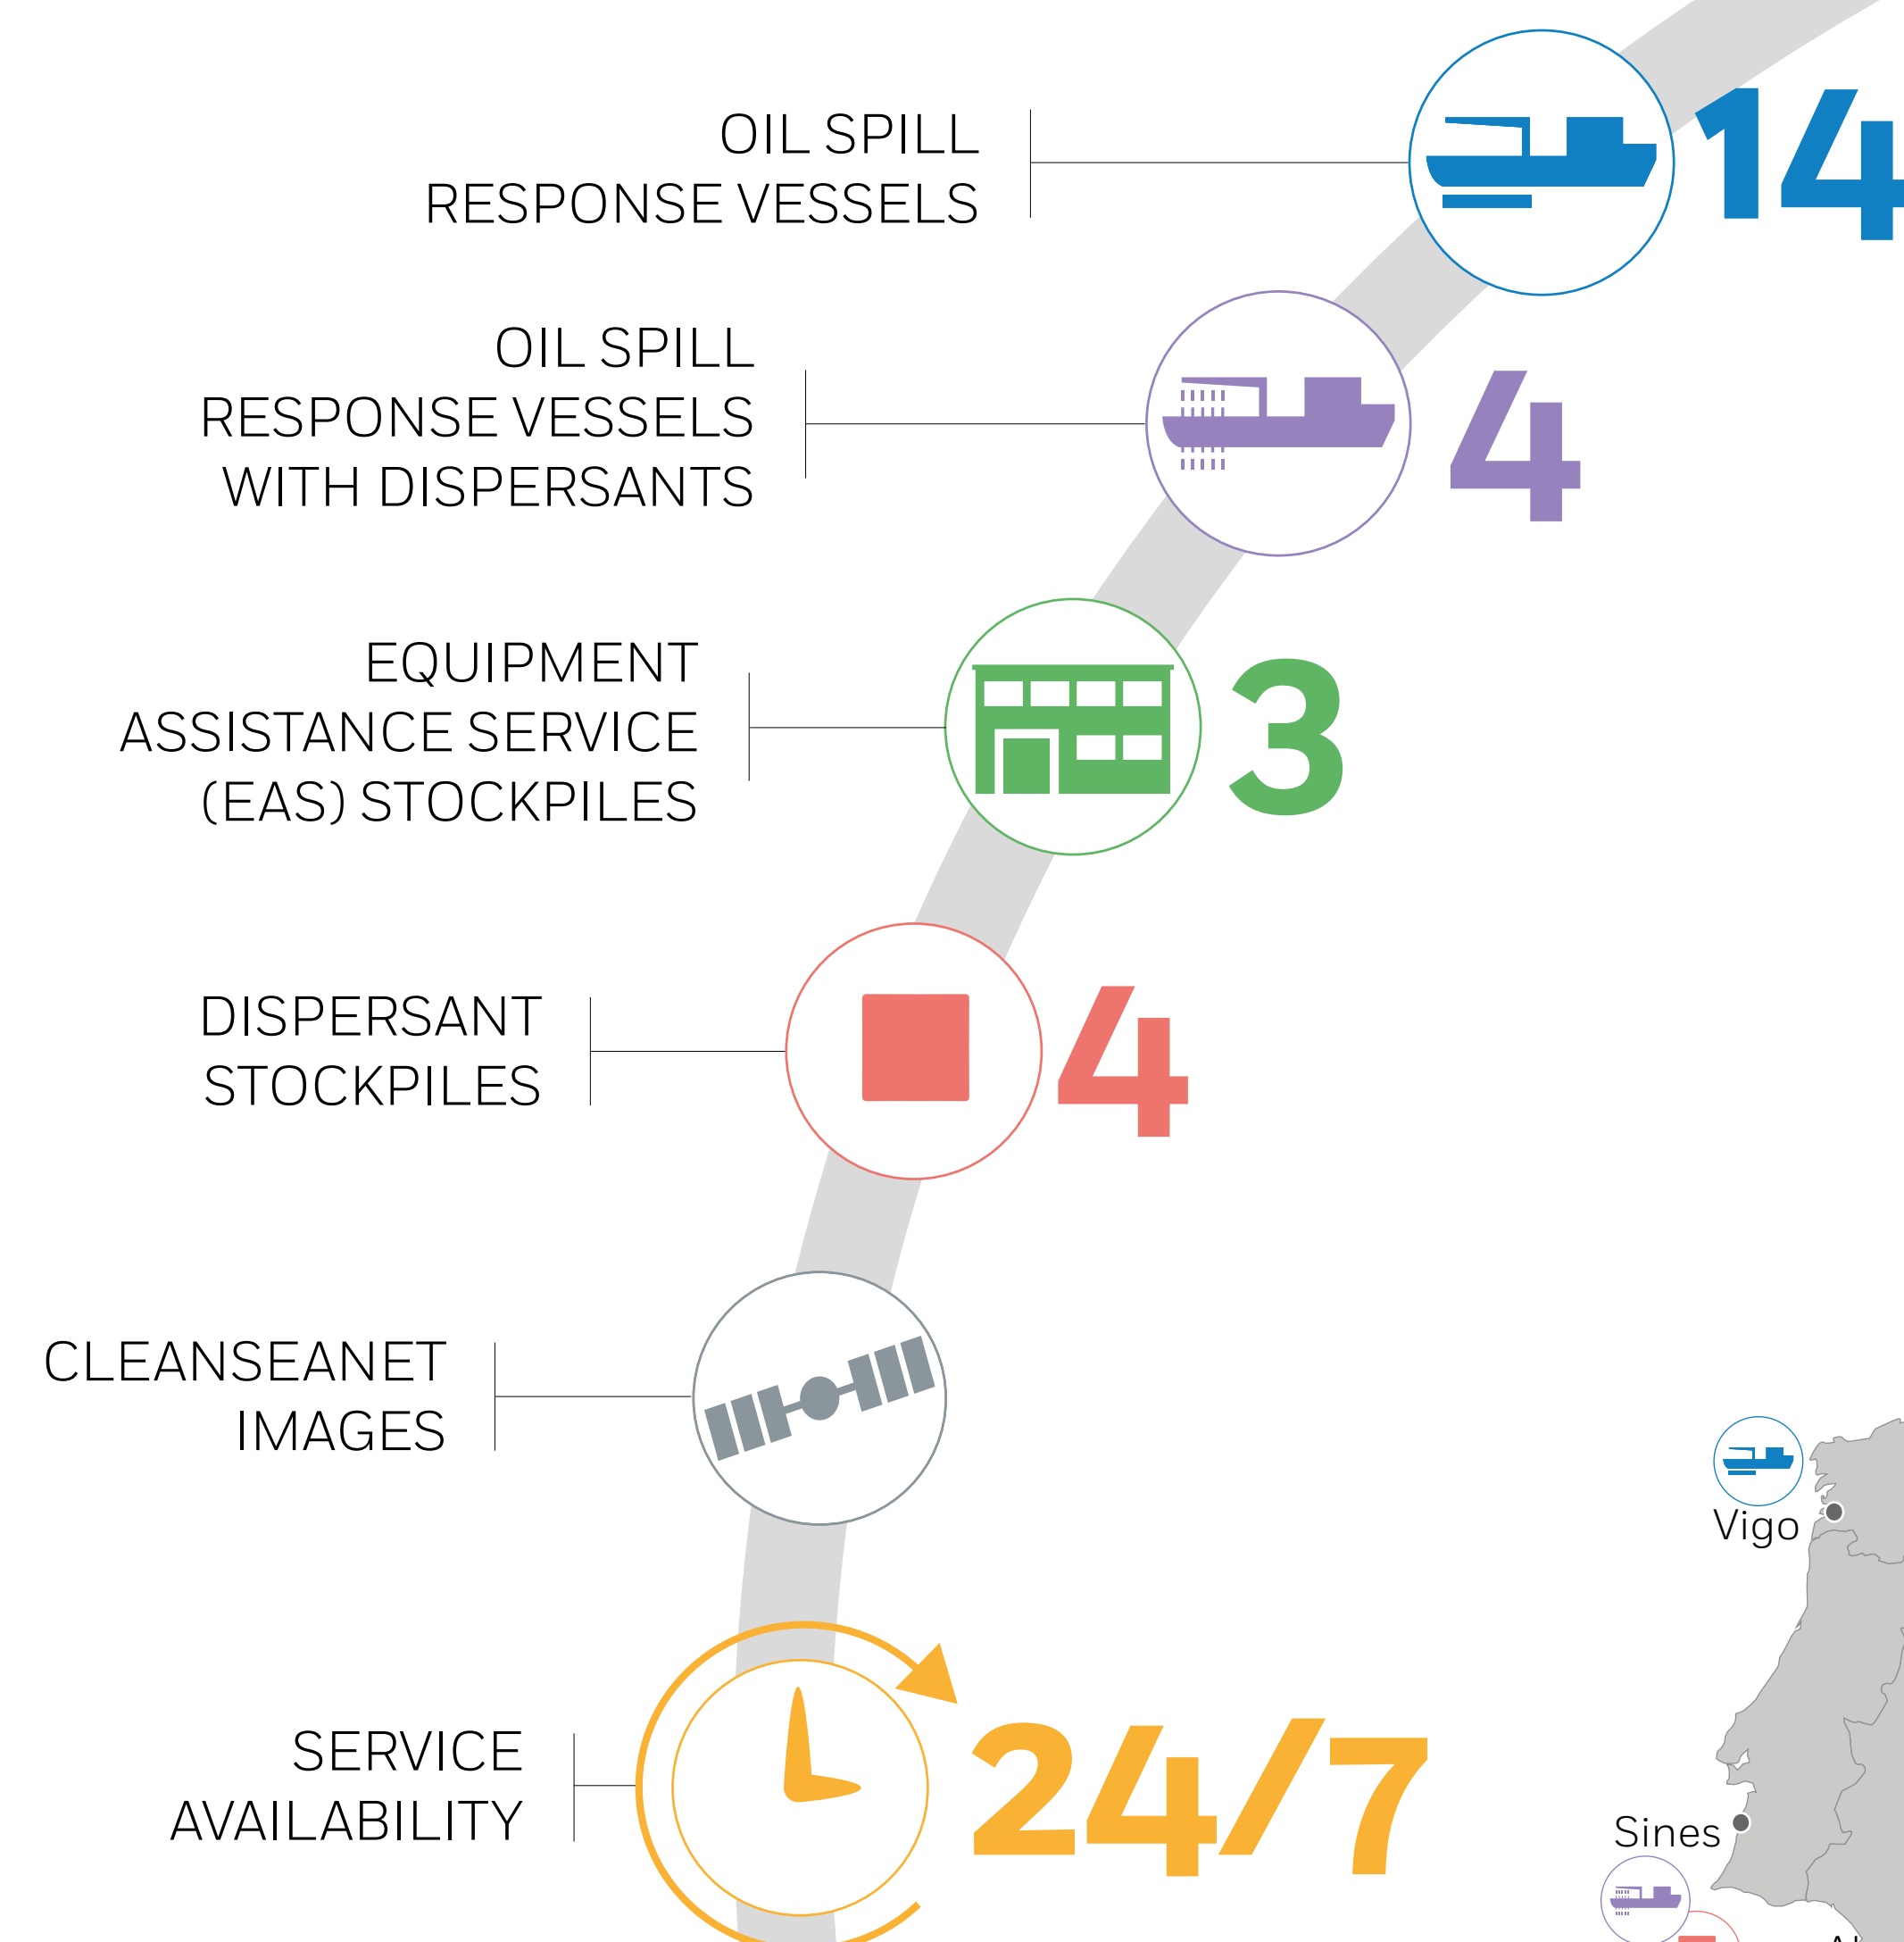 OIL SPILL
RESPONSE VESSELS
14
OIL SPILL
RESPONSE VESSELS
WITH DISPERSANTS
4
EQUIPMENT
ASSISTANCE SERVICE
(EAS) STOCKPILES
3
DISPERSANT
STOCKPILES
4
CLEANSEANET
IMAGES
SERVICE
AVAILABILITY
24/7
Vigo
Sines